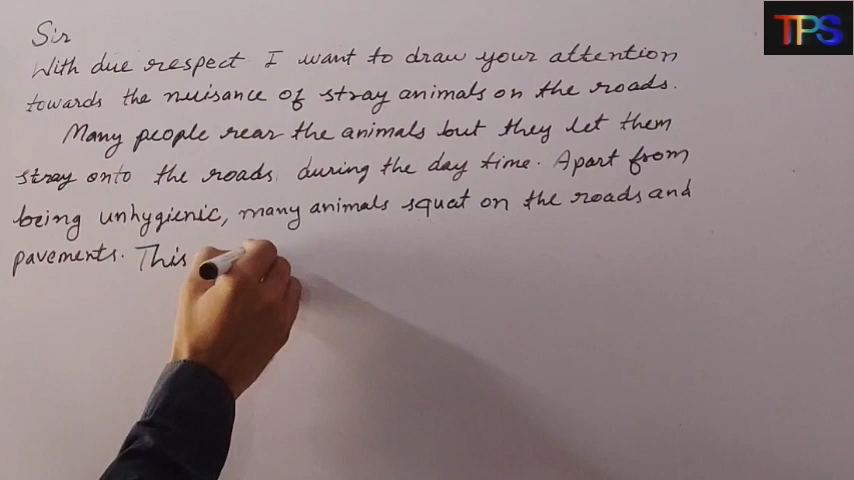 TPS
Sir
With due respect I want to draw your attention
towards the nuisance of stray animals on the roads.
Many people rear the animals but they let them
stray onto the roads during the day time. Apart from
being unhygienic, many animals squat on the roads and
pavements. This